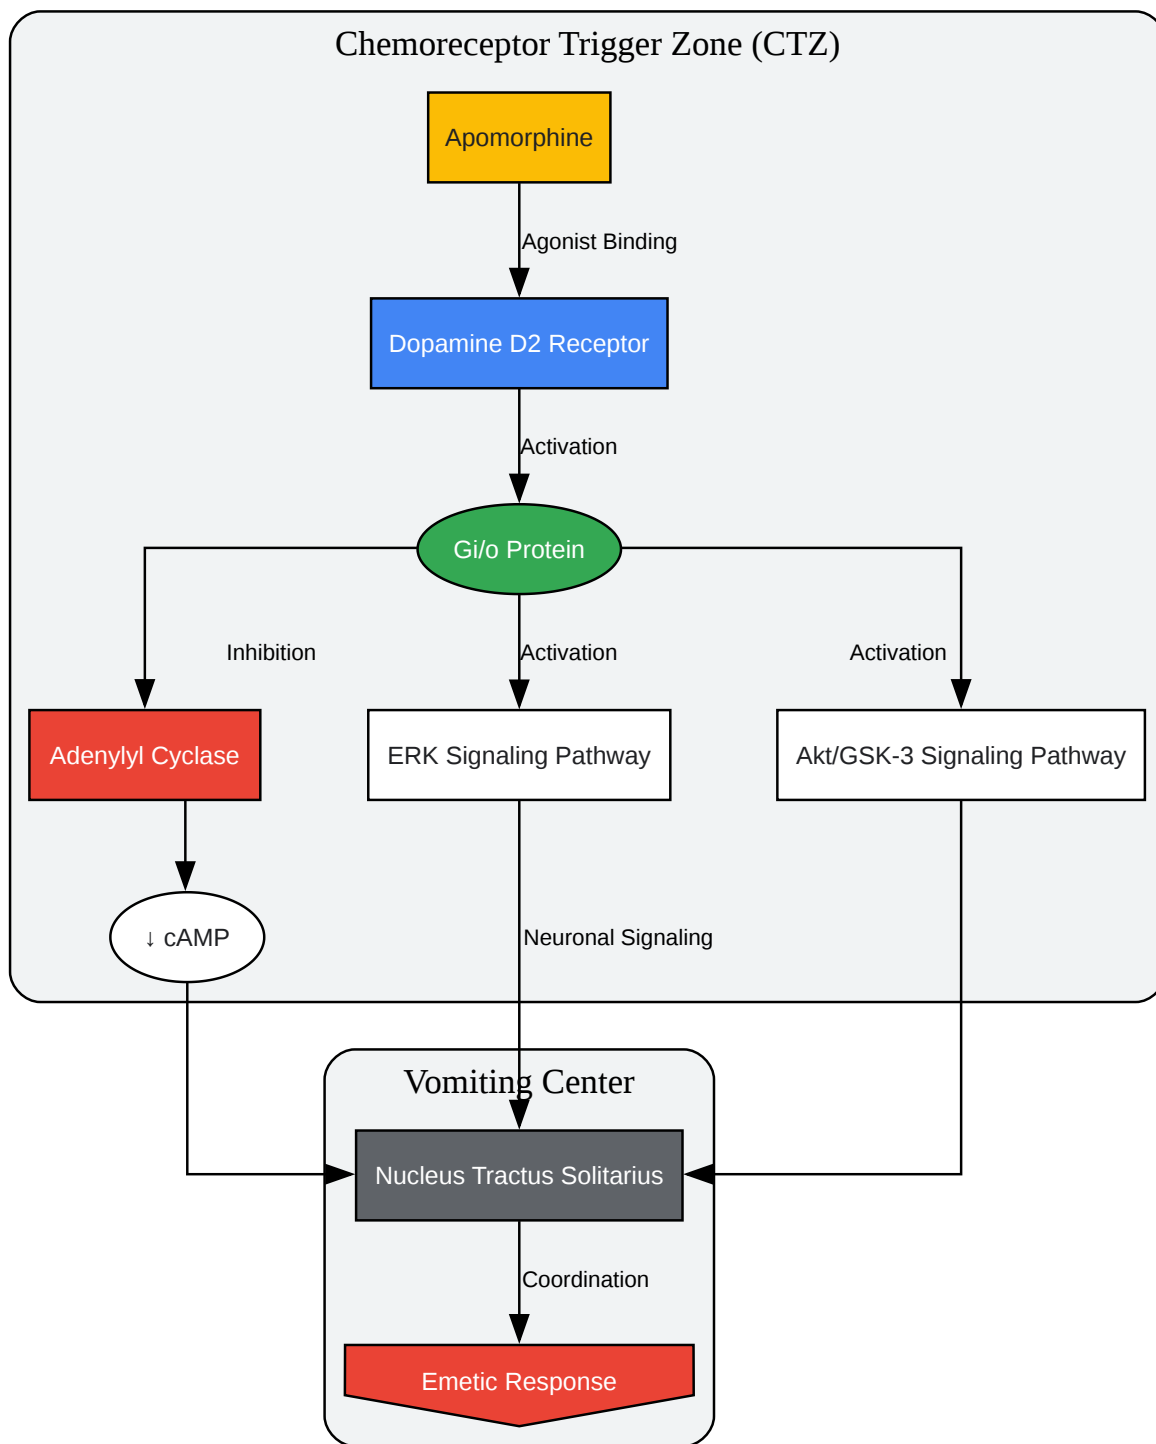 Chemoreceptor Trigger Zone (CTZ)
Apomorphine
Agonist Binding
Dopamine D2 Receptor
Activation
Gi/o Protein
Inhibition
Activation
Activation
Adenylyl Cyclase
ERK Signaling Pathway
Akt/GSK-3 Signaling Pathway
↓ cAMP
Neuronal Signaling
Vomiting Center
Nucleus Tractus Solitarius
Coordination
Emetic Response